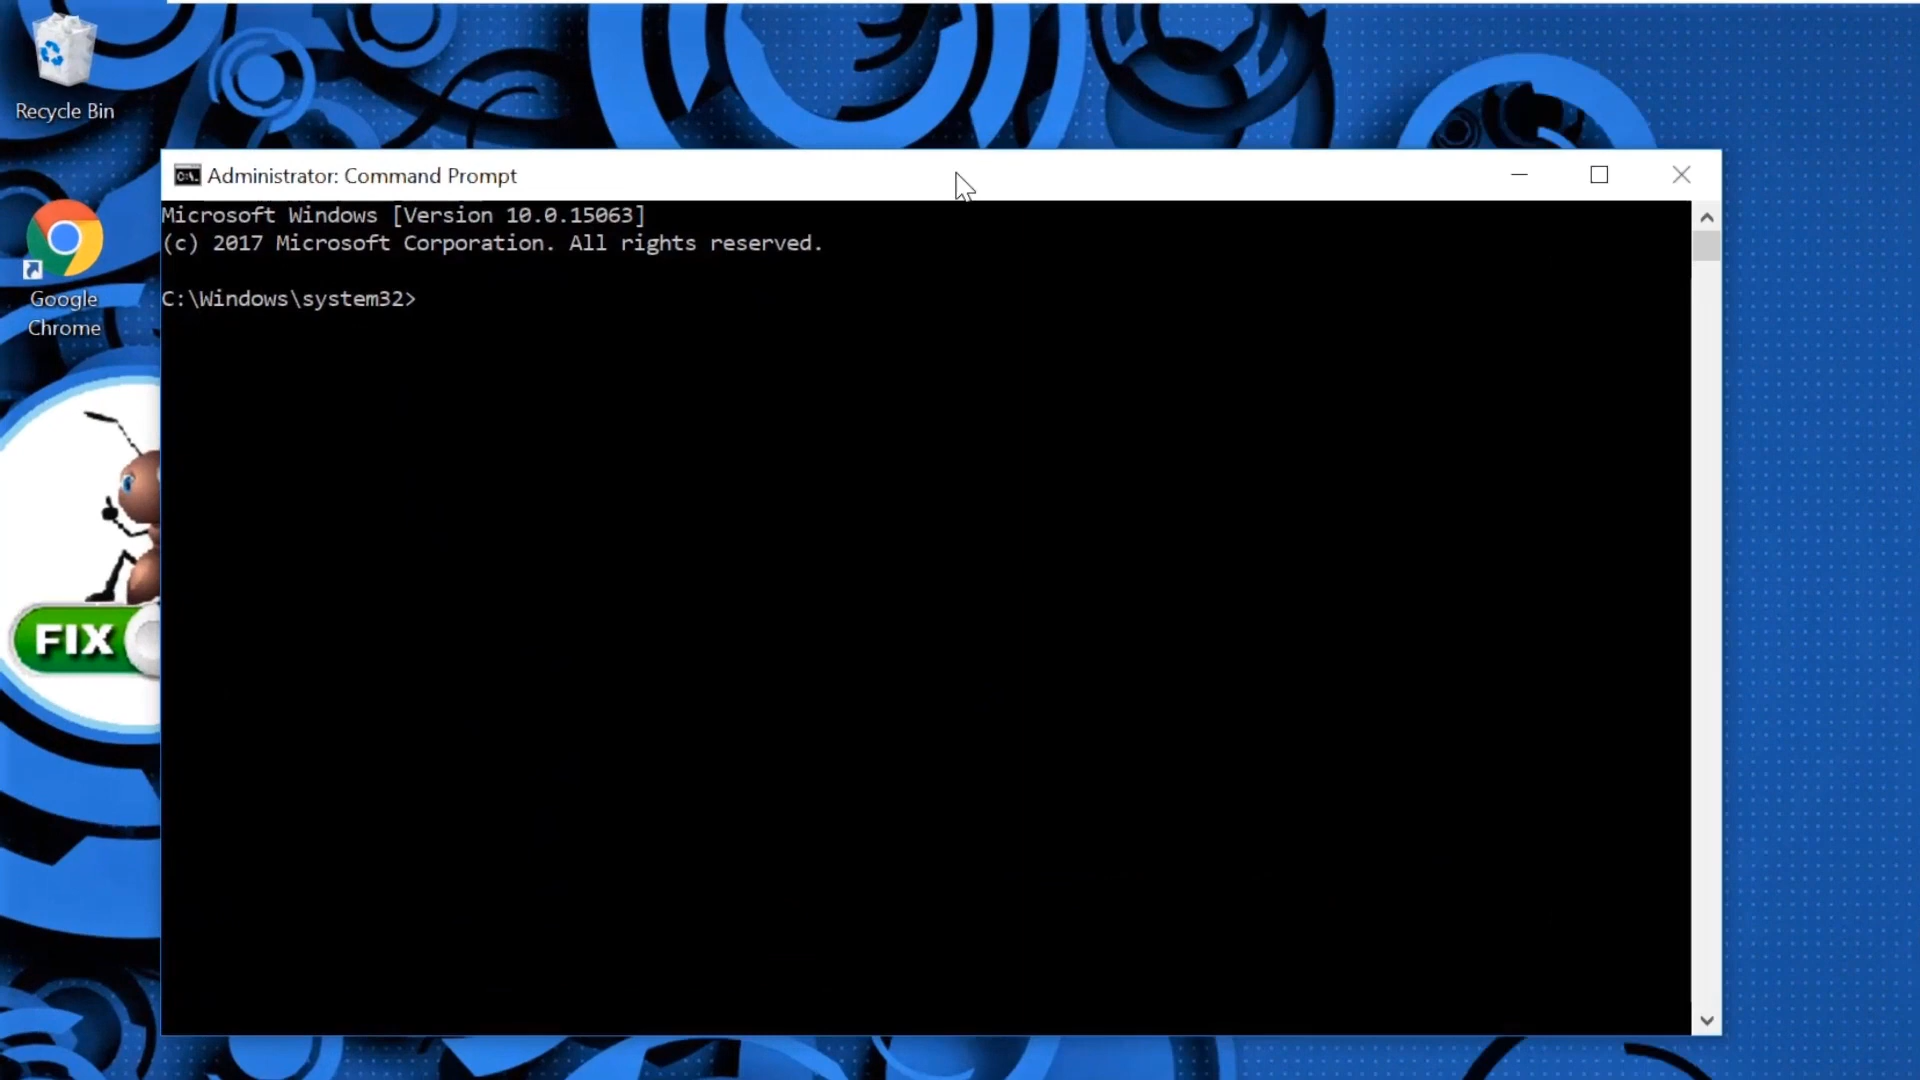 Recycle Bin
Administrator: Command Prompt
Microsoft Windows [Version 10.0.15063]
(c) 2017 Microsoft Corporation. All rights reserved.
C:\Windows\system32>
Google
Chrome
FIX